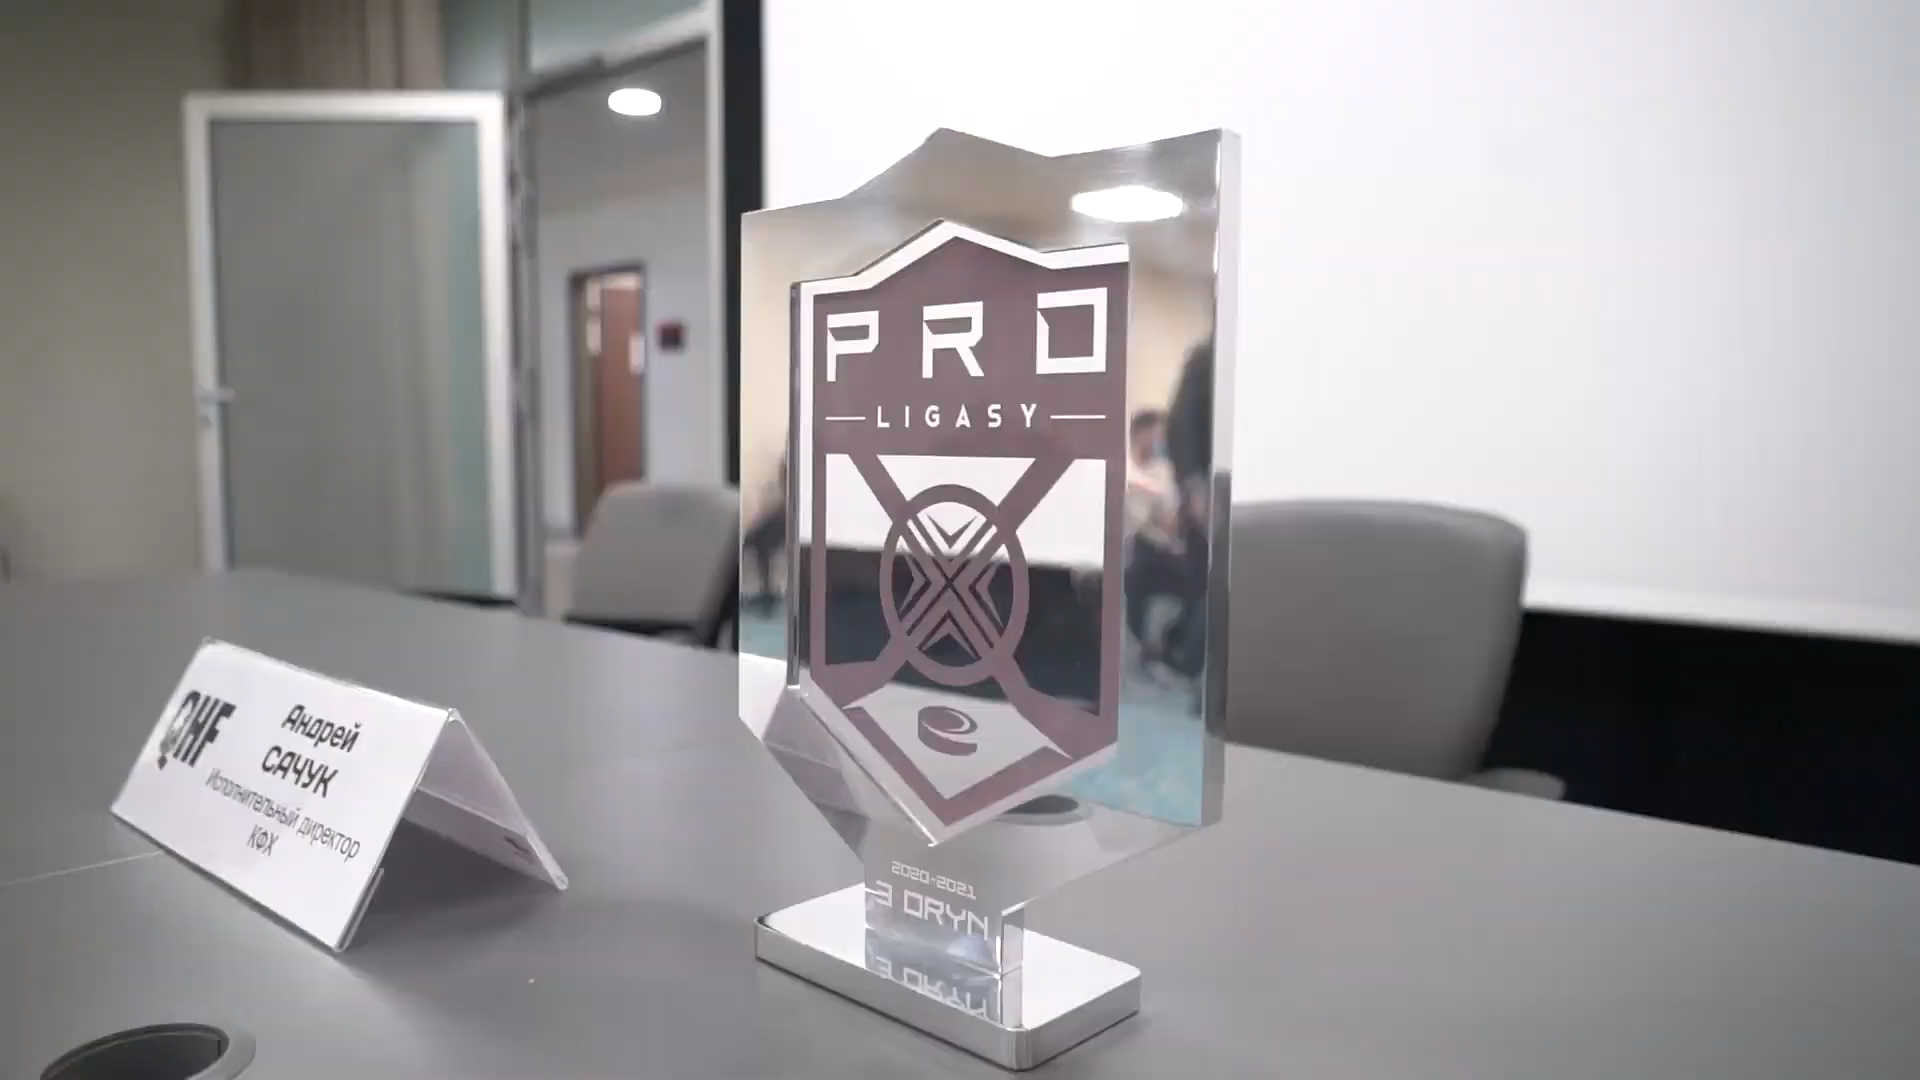 QHF
Андрей
САЧУК
Исполнительный директор
КФХ
PRO
LIGASY
2020-2021
3 ORYN